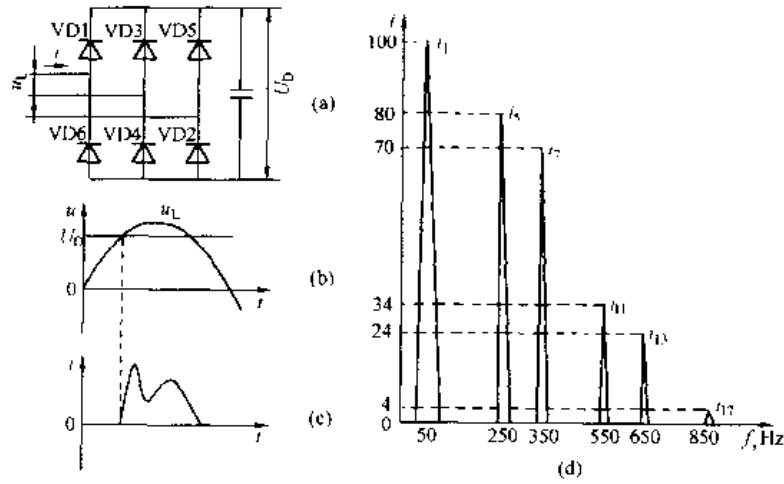 VD1 VD3 VD5
i
u_L
U_D
(a)
VD6 VD4 VD2
u
U_D
u_L
0
t
(b)
i
0
t
(c)
i
100
i_1
80
i_5
70
i_7
34
i_11
24
i_13
4
i_17
0
50 250 350 550 650 850
f, Hz
(d)